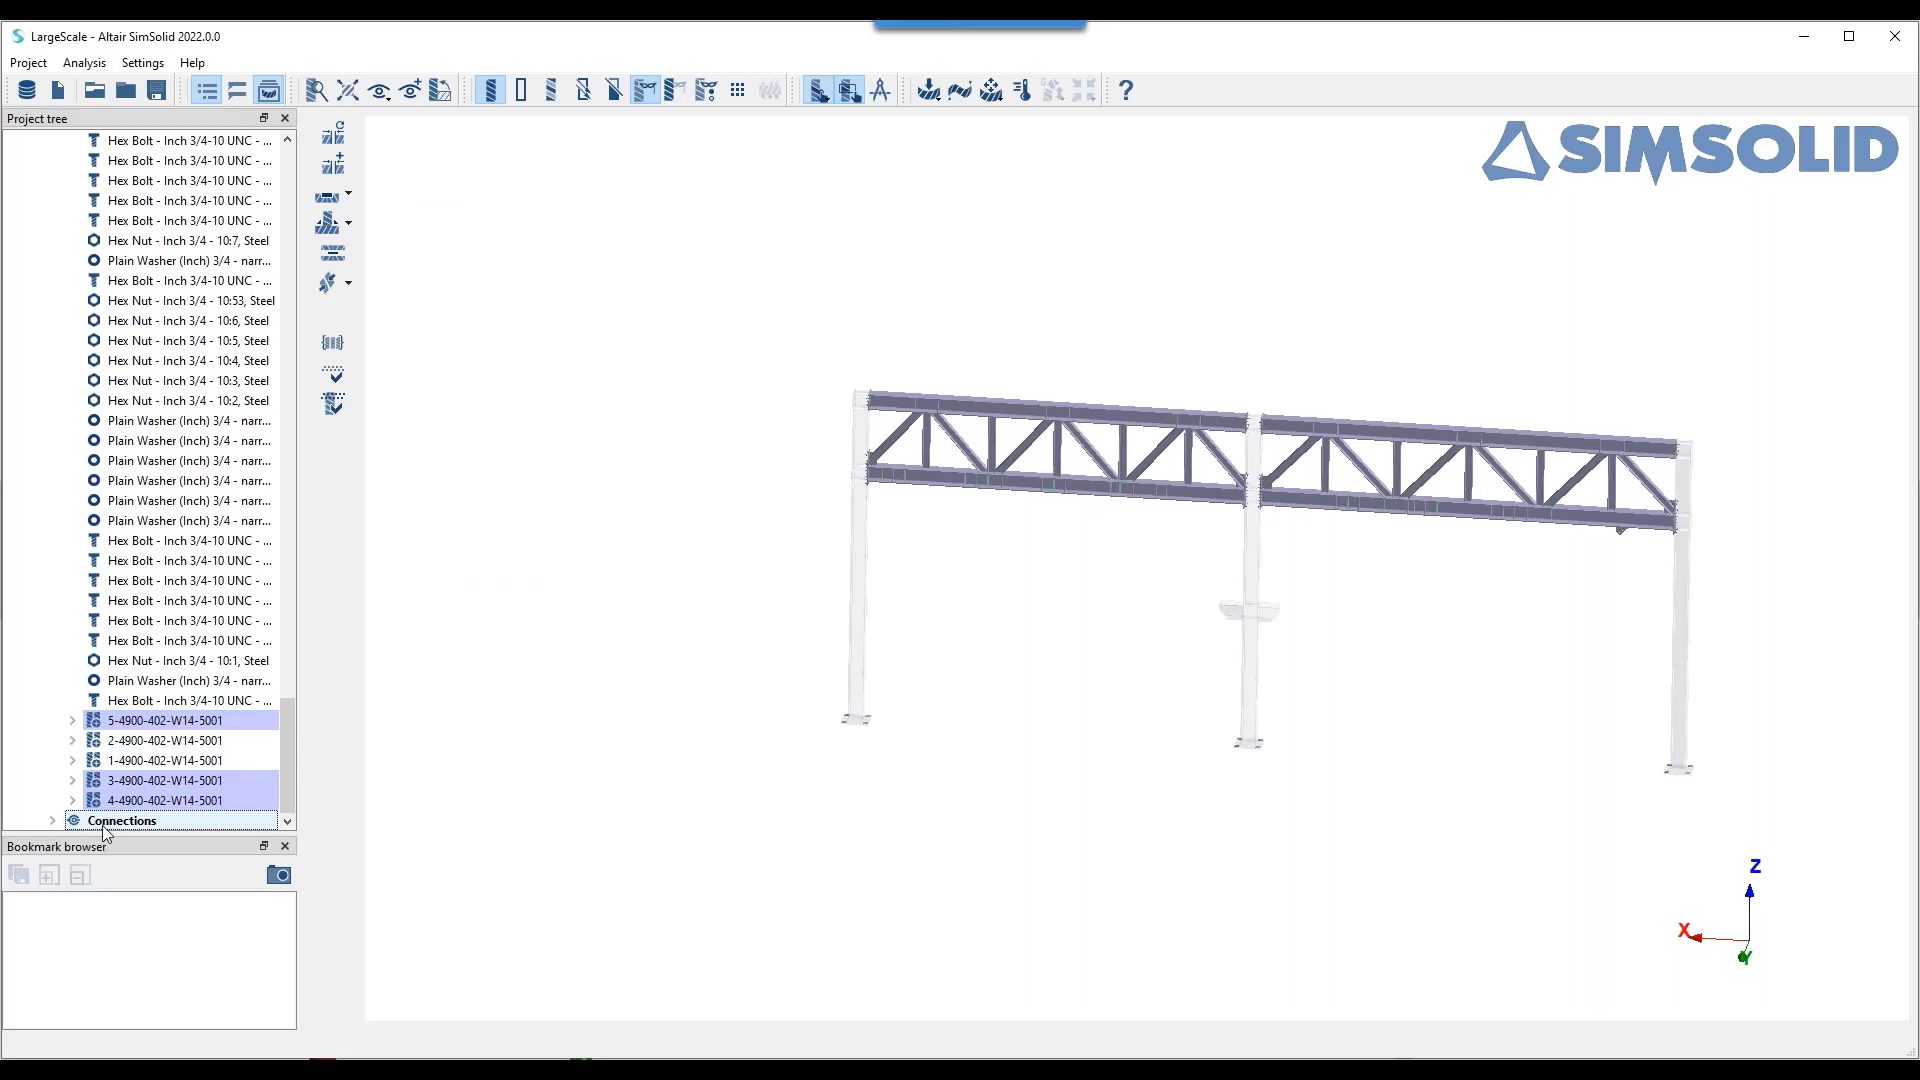 LargeScale - Altair SimSolid 2022.0.0
Project Analysis Settings Help
Project tree
Hex Bolt - Inch 3/4-10 UNC - ...
Hex Bolt - Inch 3/4-10 UNC - ...
Hex Bolt - Inch 3/4-10 UNC - ...
Hex Bolt - Inch 3/4-10 UNC - ...
Hex Bolt - Inch 3/4-10 UNC - ...
Hex Nut - Inch 3/4 - 10:7, Steel
Plain Washer (Inch) 3/4 - narr...
Hex Bolt - Inch 3/4-10 UNC - ...
Hex Nut - Inch 3/4 - 10:53, Steel
Hex Nut - Inch 3/4 - 10:6, Steel
Hex Nut - Inch 3/4 - 10:5, Steel
Hex Nut - Inch 3/4 - 10:4, Steel
Hex Nut - Inch 3/4 - 10:3, Steel
Hex Nut - Inch 3/4 - 10:2, Steel
Plain Washer (Inch) 3/4 - narr...
Plain Washer (Inch) 3/4 - narr...
Plain Washer (Inch) 3/4 - narr...
Plain Washer (Inch) 3/4 - narr...
Plain Washer (Inch) 3/4 - narr...
Plain Washer (Inch) 3/4 - narr...
Hex Bolt - Inch 3/4-10 UNC - ...
Hex Bolt - Inch 3/4-10 UNC - ...
Hex Bolt - Inch 3/4-10 UNC - ...
Hex Bolt - Inch 3/4-10 UNC - ...
Hex Bolt - Inch 3/4-10 UNC - ...
Hex Bolt - Inch 3/4-10 UNC - ...
Hex Nut - Inch 3/4 - 10:1, Steel
Plain Washer (Inch) 3/4 - narr...
Hex Bolt - Inch 3/4-10 UNC - ...
5-4900-402-W14-5001
2-4900-402-W14-5001
1-4900-402-W14-5001
3-4900-402-W14-5001
4-4900-402-W14-5001
Connections
Bookmark browser
SIMSOLID
Z
X
Y